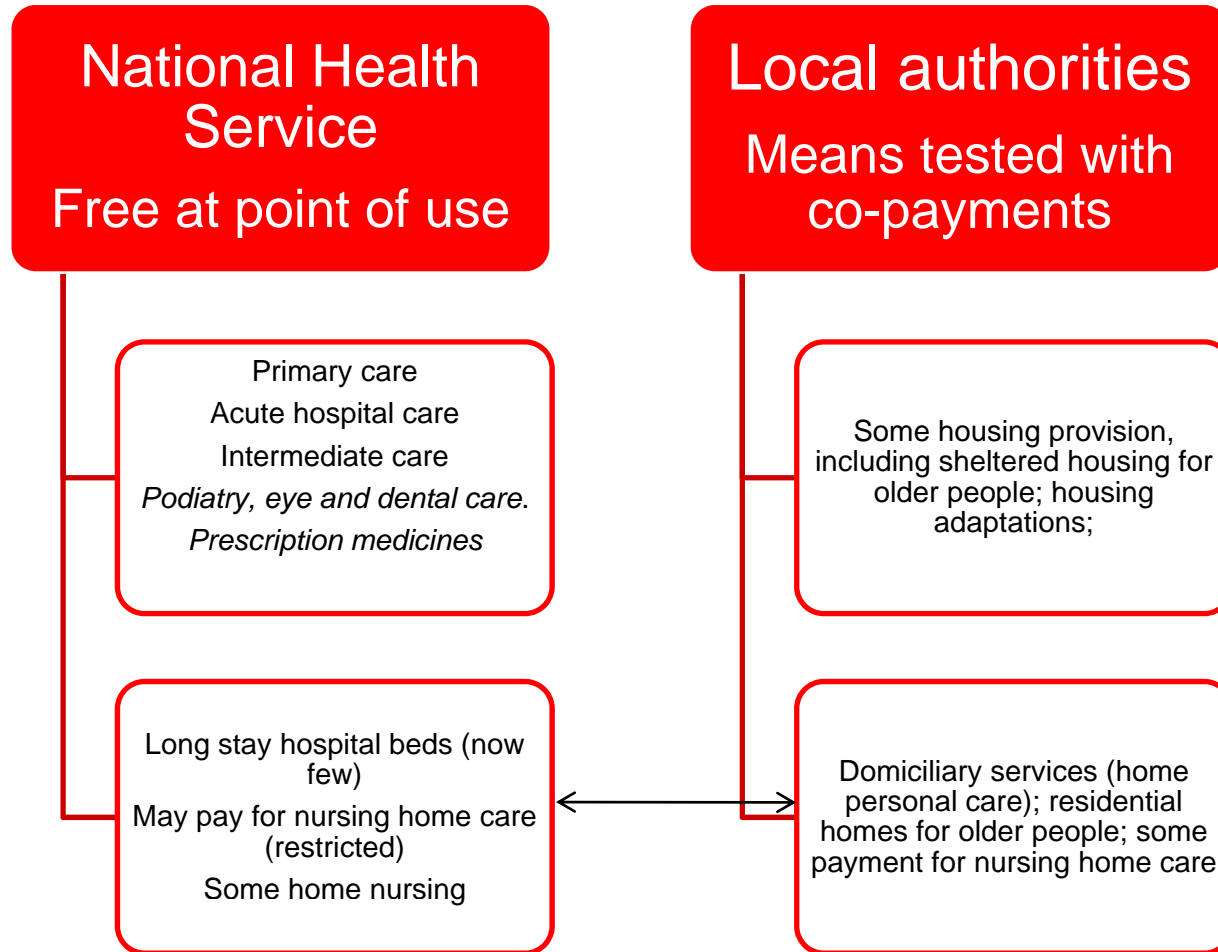 National Health
Service
Free at point of use
Primary care
Acute hospital care
Intermediate care
Podiatry, eye and dental care.
Prescription medicines
Long stay hospital beds (now
few)
May pay for nursing home care
(restricted)
Some home nursing
Local authorities
Means tested with
co-payments
Some housing provision,
including sheltered housing for
older people; housing
adaptations;
Domiciliary services (home
personal care); residential
homes for older people; some
payment for nursing home care